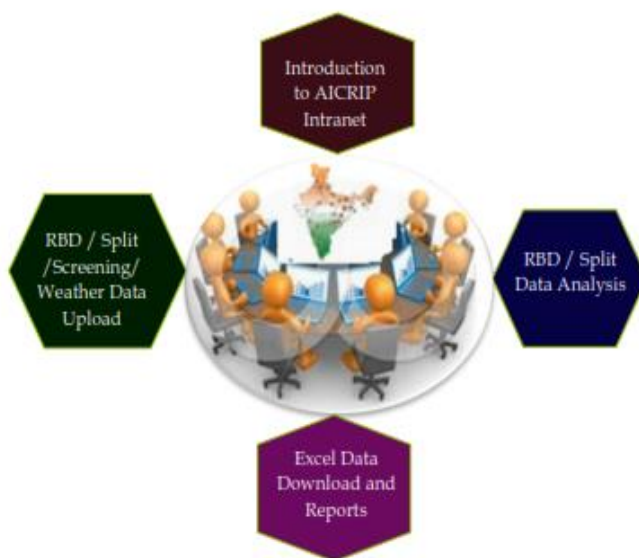 Introduction
to AICRIP
Intranet
RBD / Split
/Screening/
Weather Data
Upload
RBD / Split
Data Analysis
Excel Data
Download and
Reports